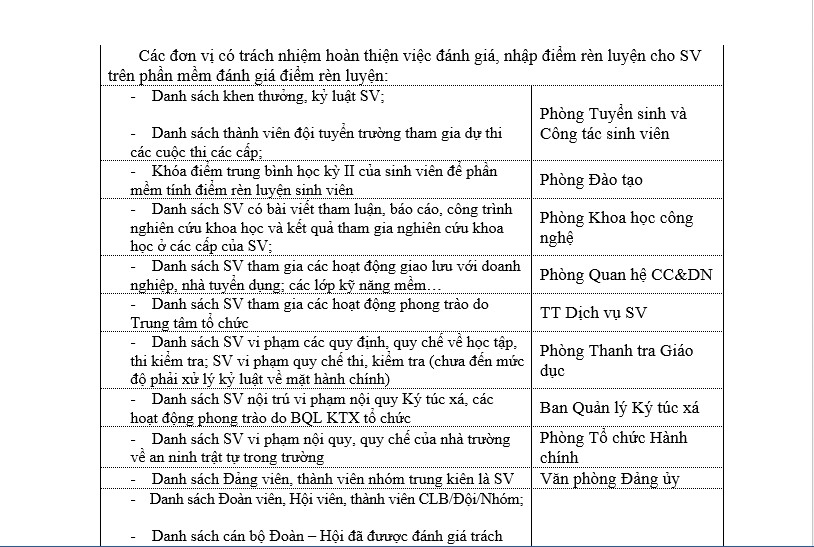 Các đơn vị có trách nhiệm hoàn thiện việc đánh giá, nhập điểm rèn luyện cho SV
trên phần mềm đánh giá điểm rèn luyện:
- Danh sách khen thưởng, kỷ luật SV;
- Danh sách thành viên đội tuyển trường tham gia dự thi
các cuộc thi các cấp;
Phòng Tuyển sinh và
Công tác sinh viên
- Khóa điểm trung bình học kỳ II của sinh viên để phần
mềm tính điểm rèn luyện sinh viên
Phòng Đào tạo
- Danh sách SV có bài viết tham luận, báo cáo, công trình
nghiên cứu khoa học và kết quả tham gia nghiên cứu khoa
học ở các cấp của SV;
Phòng Khoa học công
nghệ
- Danh sách SV tham gia các hoạt động giao lưu với doanh
nghiệp, nhà tuyển dụng; các lớp kỹ năng mềm…
Phòng Quan hệ CC&DN
- Danh sách SV tham gia các hoạt động phong trào do
Trung tâm tổ chức
TT Dịch vụ SV
- Danh sách SV vi phạm các quy định, quy chế về học tập,
thi kiểm tra; SV vi phạm quy chế thi, kiểm tra (chưa đến mức
độ phải xử lý kỷ luật về mặt hành chính)
Phòng Thanh tra Giáo
dục
- Danh sách SV nội trú vi phạm nội quy Ký túc xá, các
hoạt động phong trào do BQL KTX tổ chức
Ban Quản lý Ký túc xá
- Danh sách SV vi phạm nội quy, quy chế của nhà trường
về an ninh trật tự trong trường
Phòng Tổ chức Hành
chính
- Danh sách Đảng viên, thành viên nhóm trung kiên là SV
Văn phòng Đảng ủy
- Danh sách Đoàn viên, Hội viên, thành viên CLB/Đội/Nhóm;
- Danh sách cán bộ Đoàn – Hội đã đưược đánh giá trách